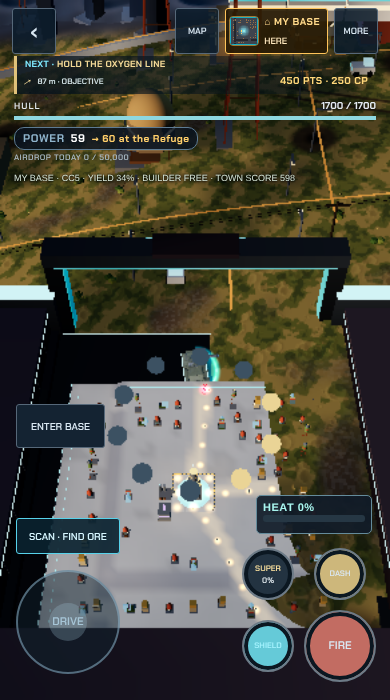 ‹
MAP
⌂ MY BASE
HERE
MORE
NEXT · HOLD THE OXYGEN LINE
→ 87 m · OBJECTIVE
450 PTS · 250 CP
HULL
1700 / 1700
POWER 59 → 60 at the Refuge
AIRDROP TODAY 0 / 50,000
MY BASE · CC5 · YIELD 34% · BUILDER FREE · TOWN SCORE 598
ENTER BASE
HEAT 0%
SCAN · FIND ORE
SUPER
0%
DASH
DRIVE
SHIELD
FIRE